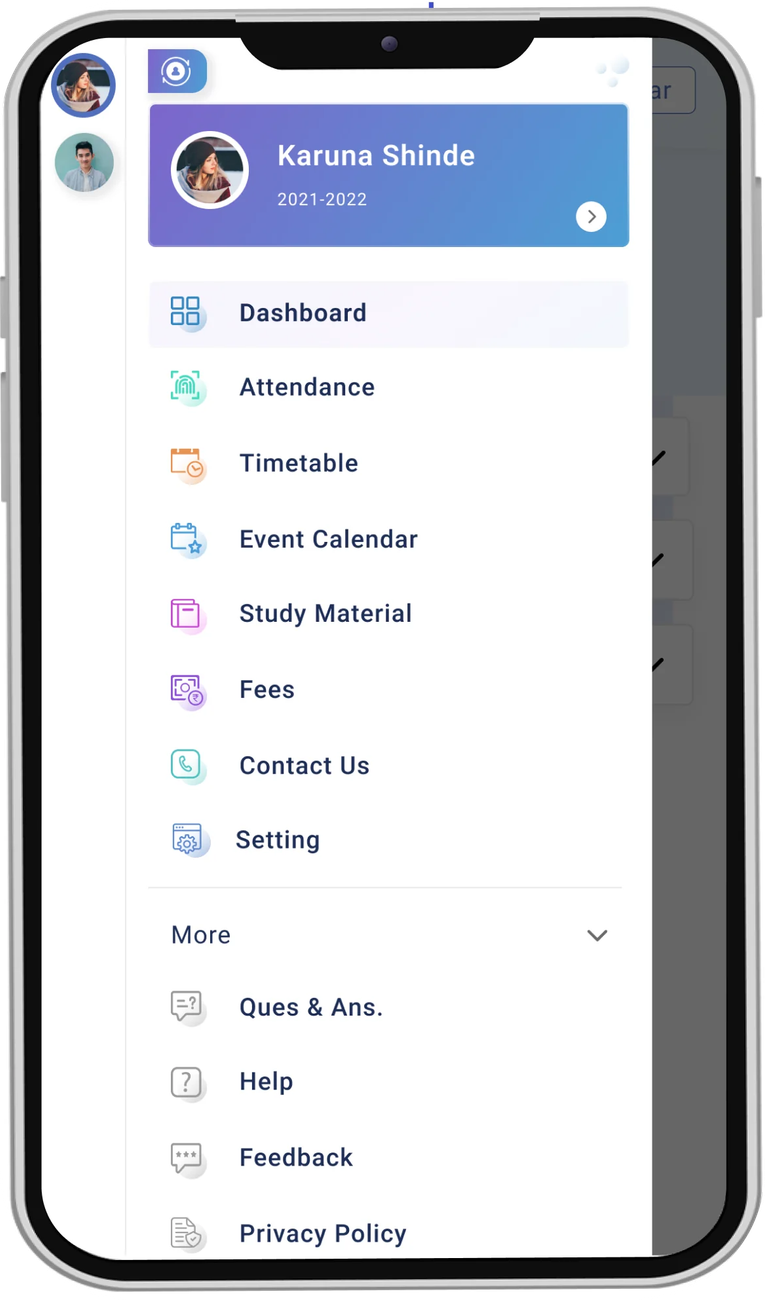 ar
Karuna Shinde
2021-2022
Dashboard
Attendance
Timetable
Event Calendar
Study Material
Fees
Contact Us
Setting
More
Ques & Ans.
Help
Feedback
Privacy Policy